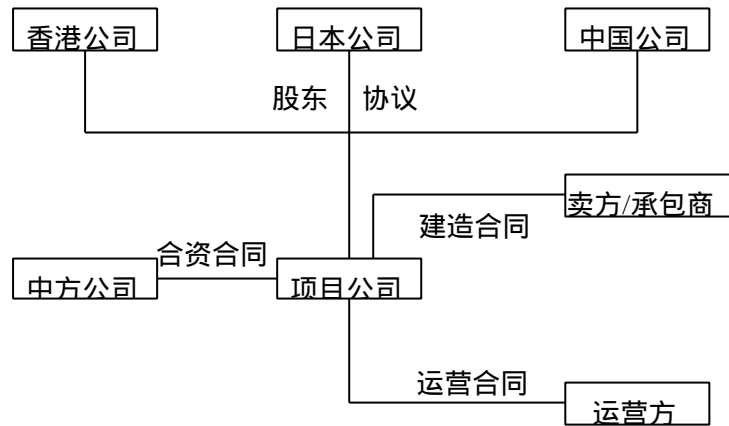 香港公司
日本公司
中国公司
股东
协议
卖方/承包商
建造合同
合资合同
中方公司
项目公司
运营合同
运营方